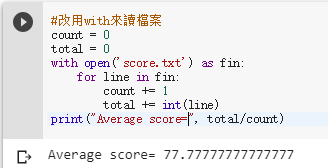 #改用with來讀檔案
count = 0
total = 0
with open('score.txt') as fin:
    for line in fin:
        count += 1
        total += int(line)
print("Average score=", total/count)
Average score= 77.77777777777777